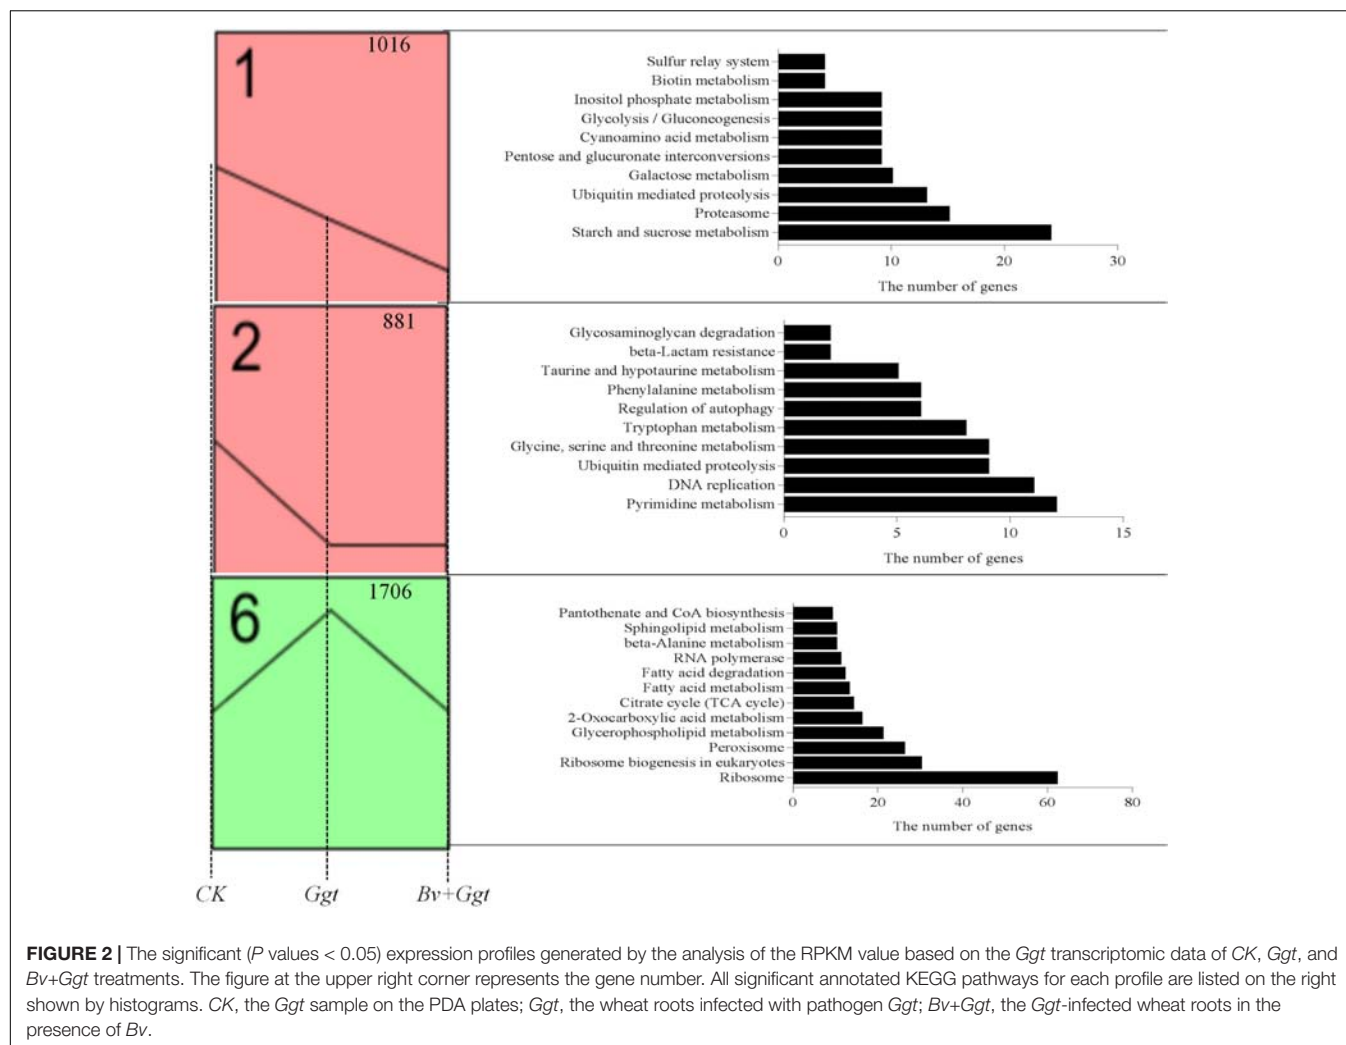 1
1016
Sulfur relay system
Biotin metabolism
Inositol phosphate metabolism
Glycolysis / Gluconeogenesis
Cyanoamino acid metabolism
Pentose and glucuronate interconversions
Galactose metabolism
Ubiquitin mediated proteolysis
Proteasome
Starch and sucrose metabolism
0 10 20 30
The number of genes
2
881
Glycosaminoglycan degradation
beta-Lactam resistance
Taurine and hypotaurine metabolism
Phenylalanine metabolism
Regulation of autophagy
Tryptophan metabolism
Glycine, serine and threonine metabolism
Ubiquitin mediated proteolysis
DNA replication
Pyrimidine metabolism
0 5 10 15
The number of genes
6
1706
Pantothenate and CoA biosynthesis
Sphingolipid metabolism
beta-Alanine metabolism
RNA polymerase
Fatty acid degradation
Fatty acid metabolism
Citrate cycle (TCA cycle)
2-Oxocarboxylic acid metabolism
Glycerophospholipid metabolism
Peroxisome
Ribosome biogenesis in eukaryotes
Ribosome
0 20 40 60 80
The number of genes
CK Ggt Bv+Ggt
FIGURE 2 | The significant (P values < 0.05) expression profiles generated by the analysis of the RPKM value based on the Ggt transcriptomic data of CK, Ggt, and
Bv+Ggt treatments. The figure at the upper right corner represents the gene number. All significant annotated KEGG pathways for each profile are listed on the right
shown by histograms. CK, the Ggt sample on the PDA plates; Ggt, the wheat roots infected with pathogen Ggt; Bv+Ggt, the Ggt-infected wheat roots in the
presence of Bv.